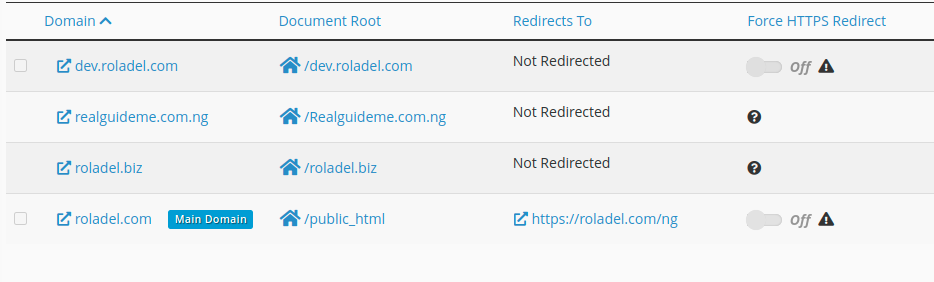 Domain Document Root Redirects To Force HTTPS Redirect
dev.roladel.com /dev.roladel.com Not Redirected Off
realguideme.com.ng /Realguideme.com.ng Not Redirected
roladel.biz /roladel.biz Not Redirected
roladel.com Main Domain /public_html https://roladel.com/ng Off